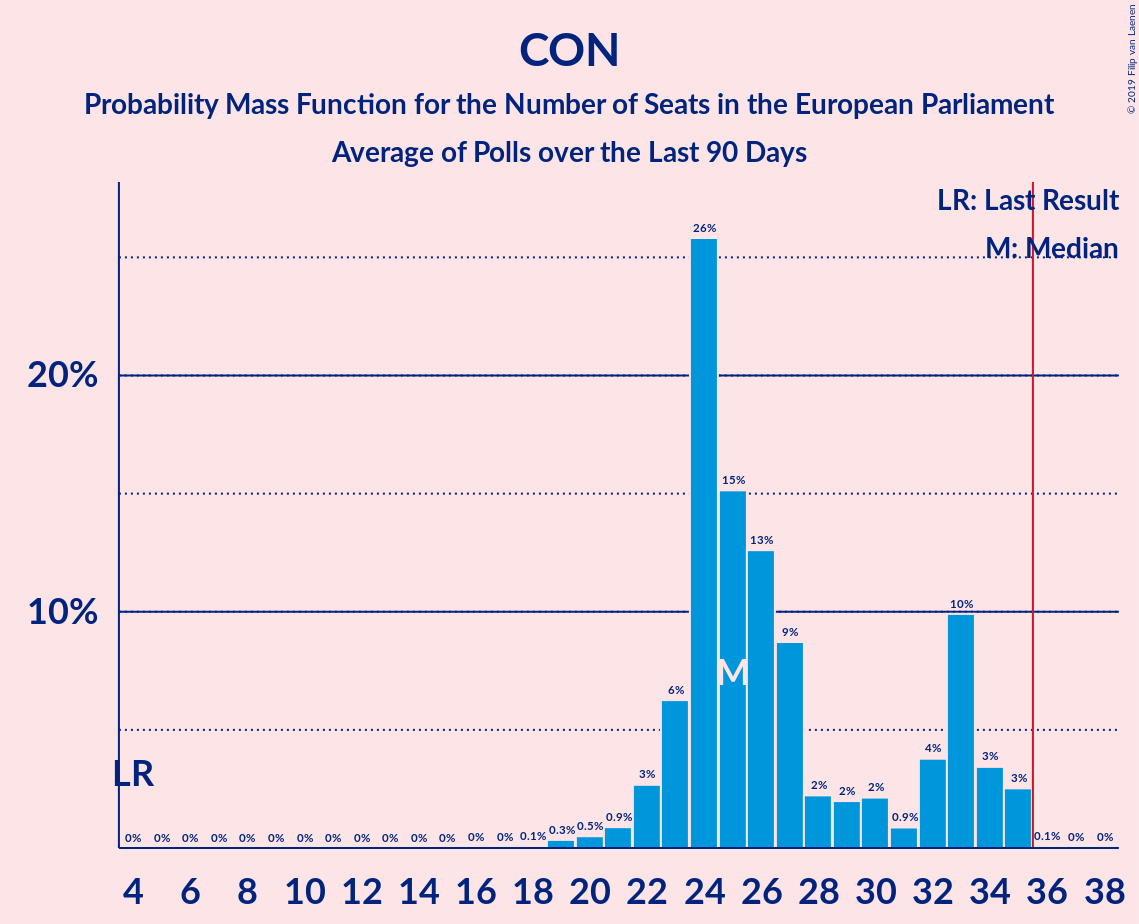 CON
Probability Mass Function for the Number of Seats in the European Parliament
Average of Polls over the Last 90 Days
© 2019 Filip van Laenen
LR: Last Result
M: Median
20%
10%
LR
M
0% 0% 0% 0% 0% 0% 0% 0% 0% 0% 0% 0% 0% 0% 0.1% 0.3% 0.5% 0.9% 3% 6% 26% 15% 13% 9% 2% 2% 2% 0.9% 4% 10% 3% 3% 0.1% 0% 0%
4 6 8 10 12 14 16 18 20 22 24 26 28 30 32 34 36 38